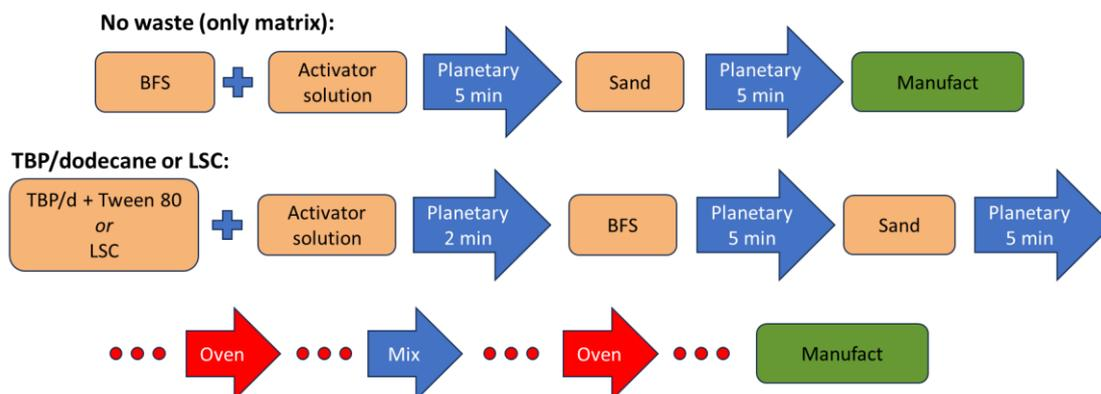 No waste (only matrix):
BFS
Activator
solution
Planetary
5 min
Sand
Planetary
5 min
Manufact
TBP/dodecane or LSC:
TBP/d + Tween 80
or
LSC
Activator
solution
Planetary
2 min
BFS
Planetary
5 min
Sand
Planetary
5 min
Oven
Mix
Oven
Manufact